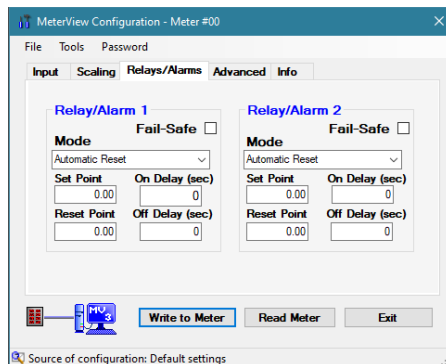 MeterView Configuration - Meter #00
File Tools Password
Input Scaling Relays/Alarms Advanced Info
Relay/Alarm 1
Fail-Safe
Mode
Automatic Reset
Set Point On Delay (sec)
0.00 0
Reset Point Off Delay (sec)
0.00 0
Relay/Alarm 2
Fail-Safe
Mode
Automatic Reset
Set Point On Delay (sec)
0.00 0
Reset Point Off Delay (sec)
0.00 0
MV3
Write to Meter Read Meter Exit
Source of configuration: Default settings